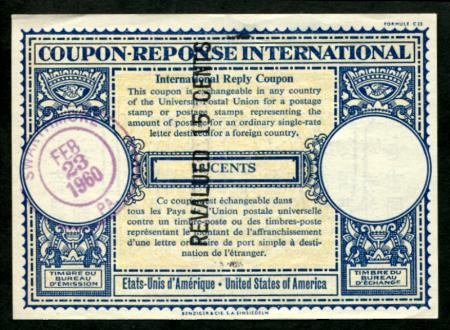 FORMULE C 22
COUPON-REPONSE INTERNATIONAL
International Reply Coupon
This coupon is exchangeable in any country
of the Universal Postal Union for a postage
stamp or postage stamps representing the
amount of postage for an ordinary single-rate
letter destined for a foreign country.
REVALUED 15 CENTS
CENTS
FEB
23
1960
PA
Ce coupon est échangeable dans
tous les Pays de l'Union postale universelle
contre un timbre-poste ou des timbres-poste
représentant le montant de l'affranchissement
d'une lettre ordinaire de port simple à desti-
nation de l'étranger.
TIMBRE DU
BUREAU
D'ÉMISSION
Etats-Unis d'Amérique • United States of America
TIMBRE DU
BUREAU
D'ÉCHANGE
BENZIGER & CIE. S.A. EINSIEDELN